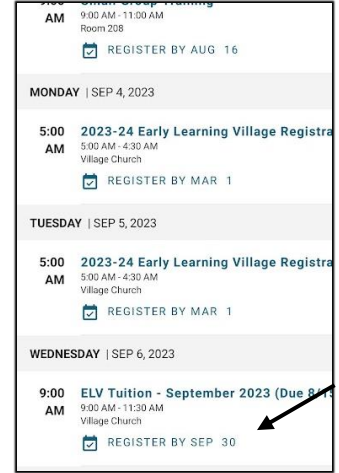 AM
9:00 AM - 11:00 AM
Room 208
REGISTER BY AUG 16
MONDAY | SEP 4, 2023
5:00 AM
2023-24 Early Learning Village Registra
5:00 AM - 4:30 AM
Village Church
REGISTER BY MAR 1
TUESDAY | SEP 5, 2023
5:00 AM
2023-24 Early Learning Village Registra
5:00 AM - 4:30 AM
Village Church
REGISTER BY MAR 1
WEDNESDAY | SEP 6, 2023
9:00 AM
ELV Tuition - September 2023 (Due 8/15
9:00 AM - 11:30 AM
Village Church
REGISTER BY SEP 30